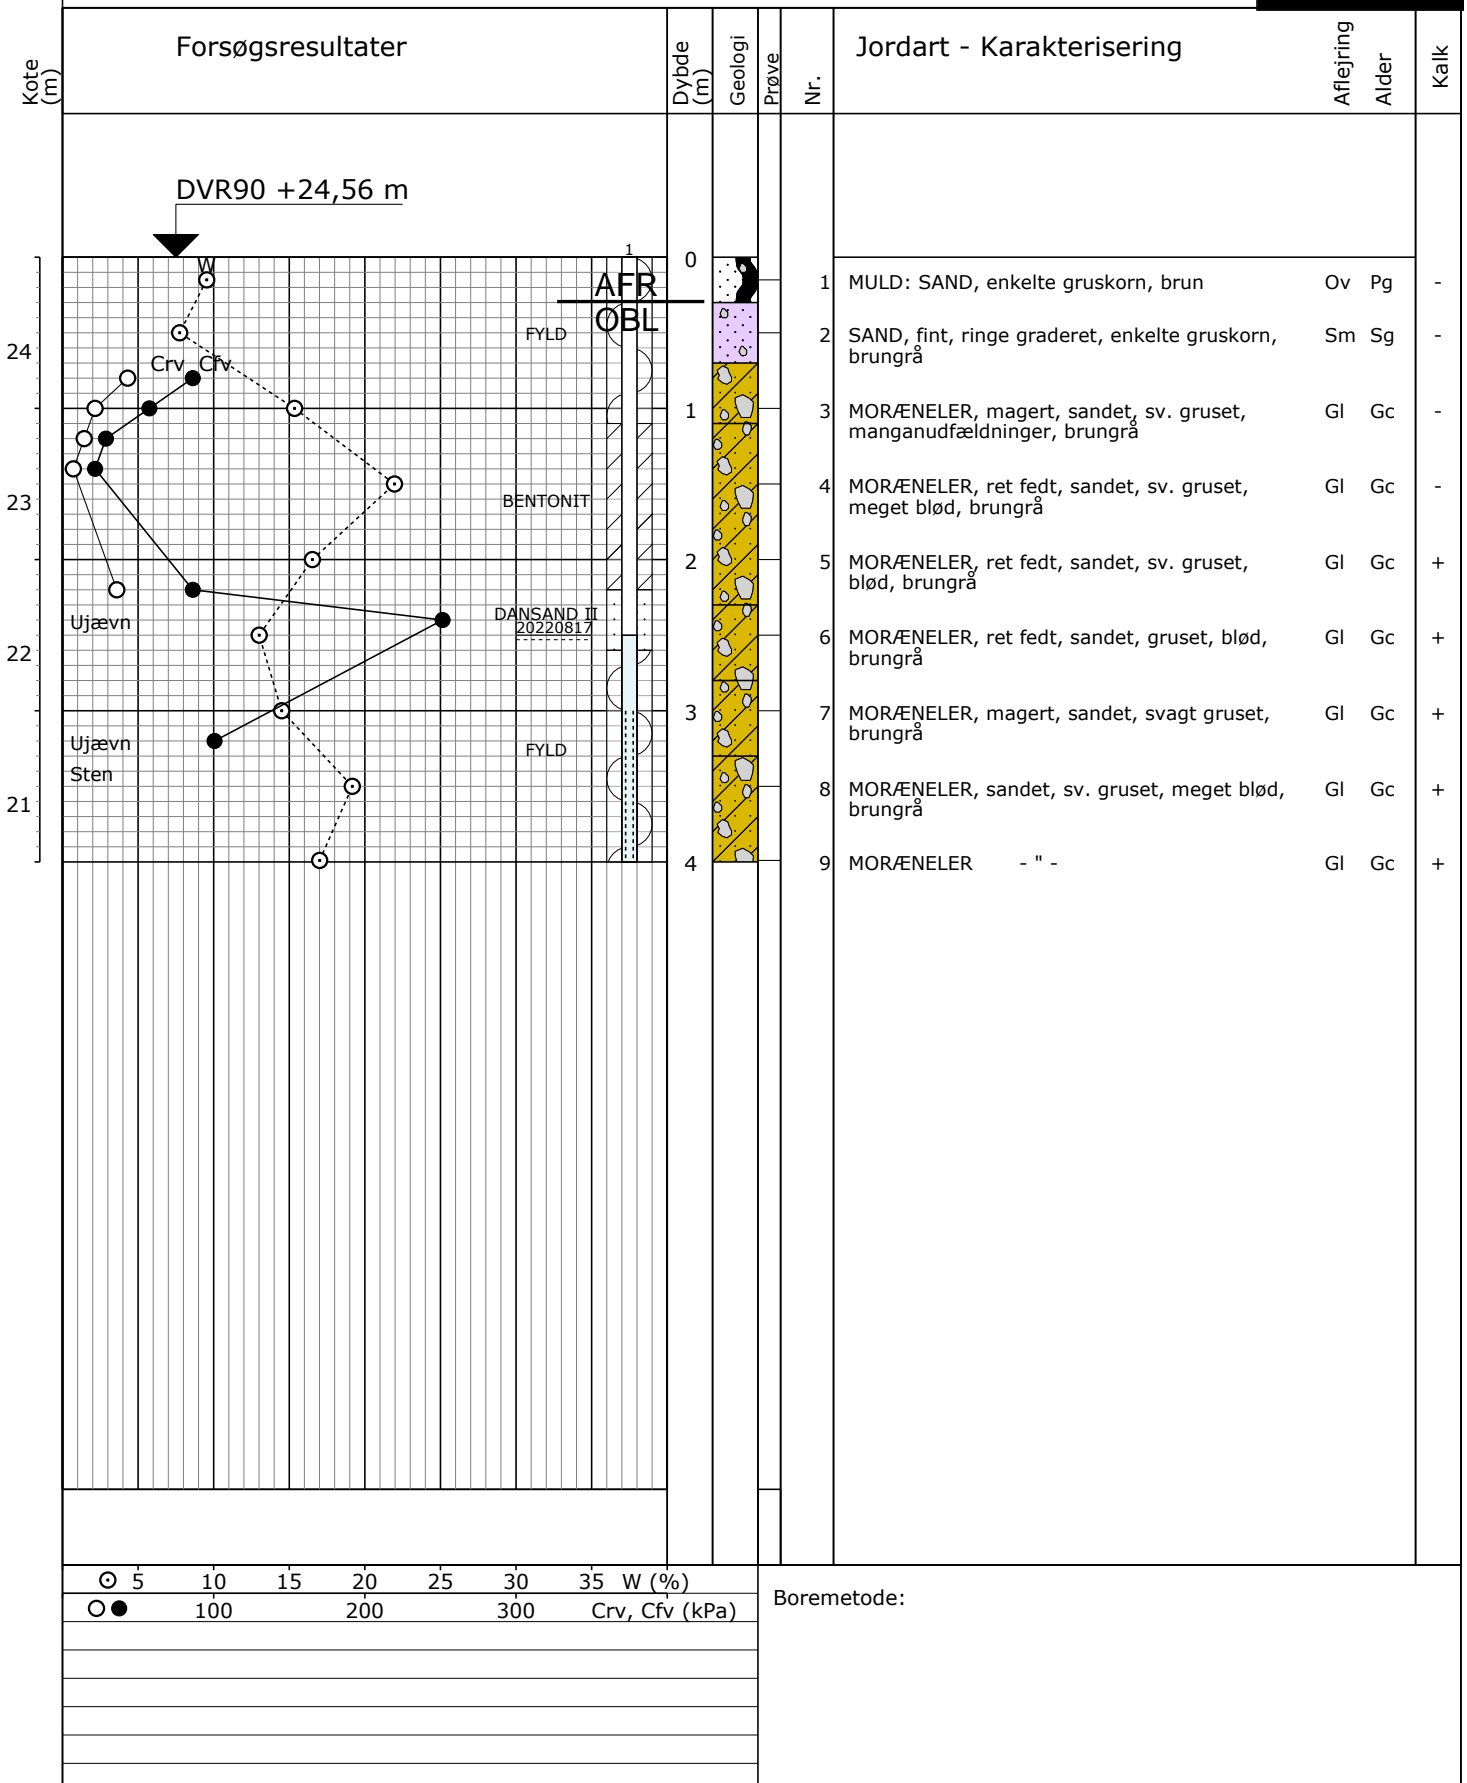 Kote
(m)
Forsøgsresultater
Dybde
(m)
Geologi
Prøve
Nr.
Jordart - Karakterisering
Aflejring
Alder
Kalk
DVR90 +24,56 m
1
W
0
AFR
OBL
FYLD
24
Crv Cfv
1
BENTONIT
23
2
DANSAND II
20220817
Ujævn
22
3
Ujævn
FYLD
Sten
21
4
1 MULD: SAND, enkelte gruskorn, brun Ov Pg -
2 SAND, fint, ringe graderet, enkelte gruskorn, Sm Sg -
brungrå
3 MORÆNELER, magert, sandet, sv. gruset, Gl Gc -
manganudfældninger, brungrå
4 MORÆNELER, ret fedt, sandet, sv. gruset, Gl Gc -
meget blød, brungrå
5 MORÆNELER, ret fedt, sandet, sv. gruset, Gl Gc +
blød, brungrå
6 MORÆNELER, ret fedt, sandet, gruset, blød, Gl Gc +
brungrå
7 MORÆNELER, magert, sandet, svagt gruset, Gl Gc +
brungrå
8 MORÆNELER, sandet, sv. gruset, meget blød, Gl Gc +
brungrå
9 MORÆNELER - " - Gl Gc +
5 10 15 20 25 30 35 W (%)
100 200 300 Crv, Cfv (kPa)
Boremetode: